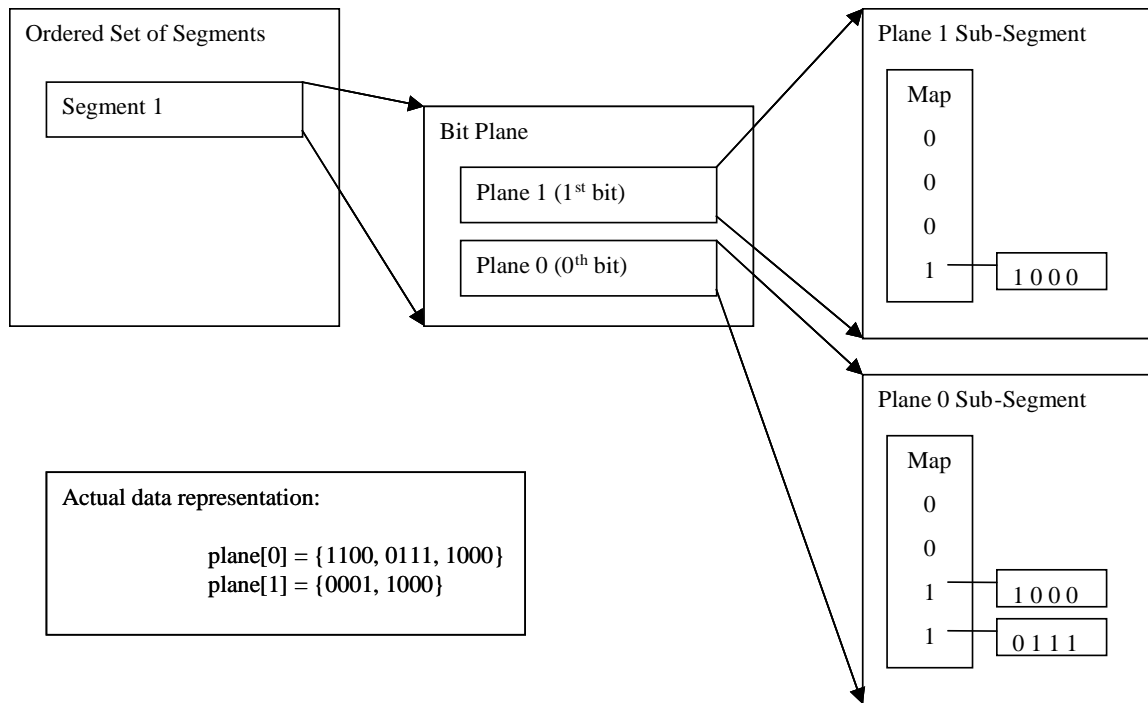 Ordered Set of Segments
Segment 1
Bit Plane
Plane 1 (1st bit)
Plane 0 (0th bit)
Plane 1 Sub-Segment
Map
0
0
0
1
1 0 0 0
Plane 0 Sub-Segment
Map
0
0
1
1 0 0 0
1
0 1 1 1
Actual data representation:
plane[0] = {1100, 0111, 1000}
plane[1] = {0001, 1000}